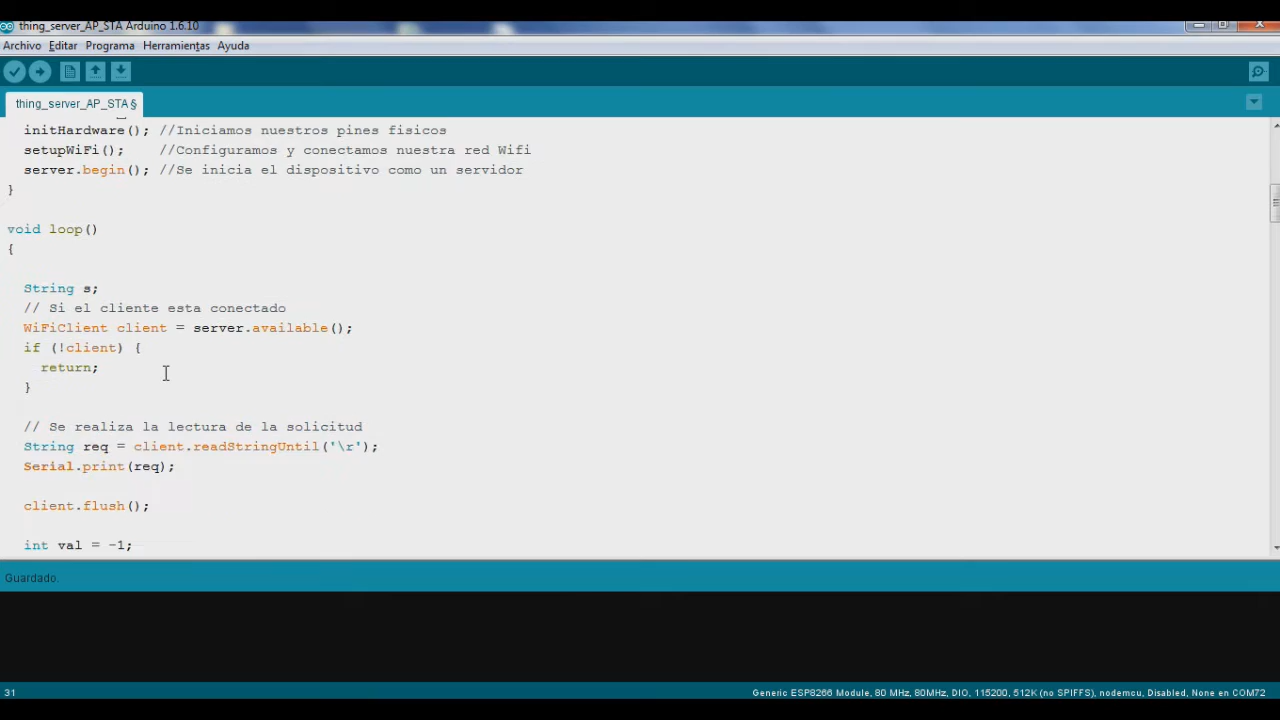 thing_server_AP_STA Arduino 1.6.10
Archivo Editar Programa Herramientas Ayuda
thing_server_AP_STA §
initHardware(); //Iniciamos nuestros pines fisicos
setupWiFi(); //Configuramos y conectamos nuestra red Wifi
server.begin(); //Se inicia el dispositivo como un servidor
}
void loop()
{
String s;
// Si el cliente esta conectado
WiFiClient client = server.available();
if (!client) {
return;
}
// Se realiza la lectura de la solicitud
String req = client.readStringUntil('\r');
Serial.print(req);
client.flush();
int val = -1;
Guardado.
31 Generic ESP8266 Module, 80 MHz, 80MHz, DIO, 115200, 512K (no SPIFFS), nodemcu, Disabled, None en COM72